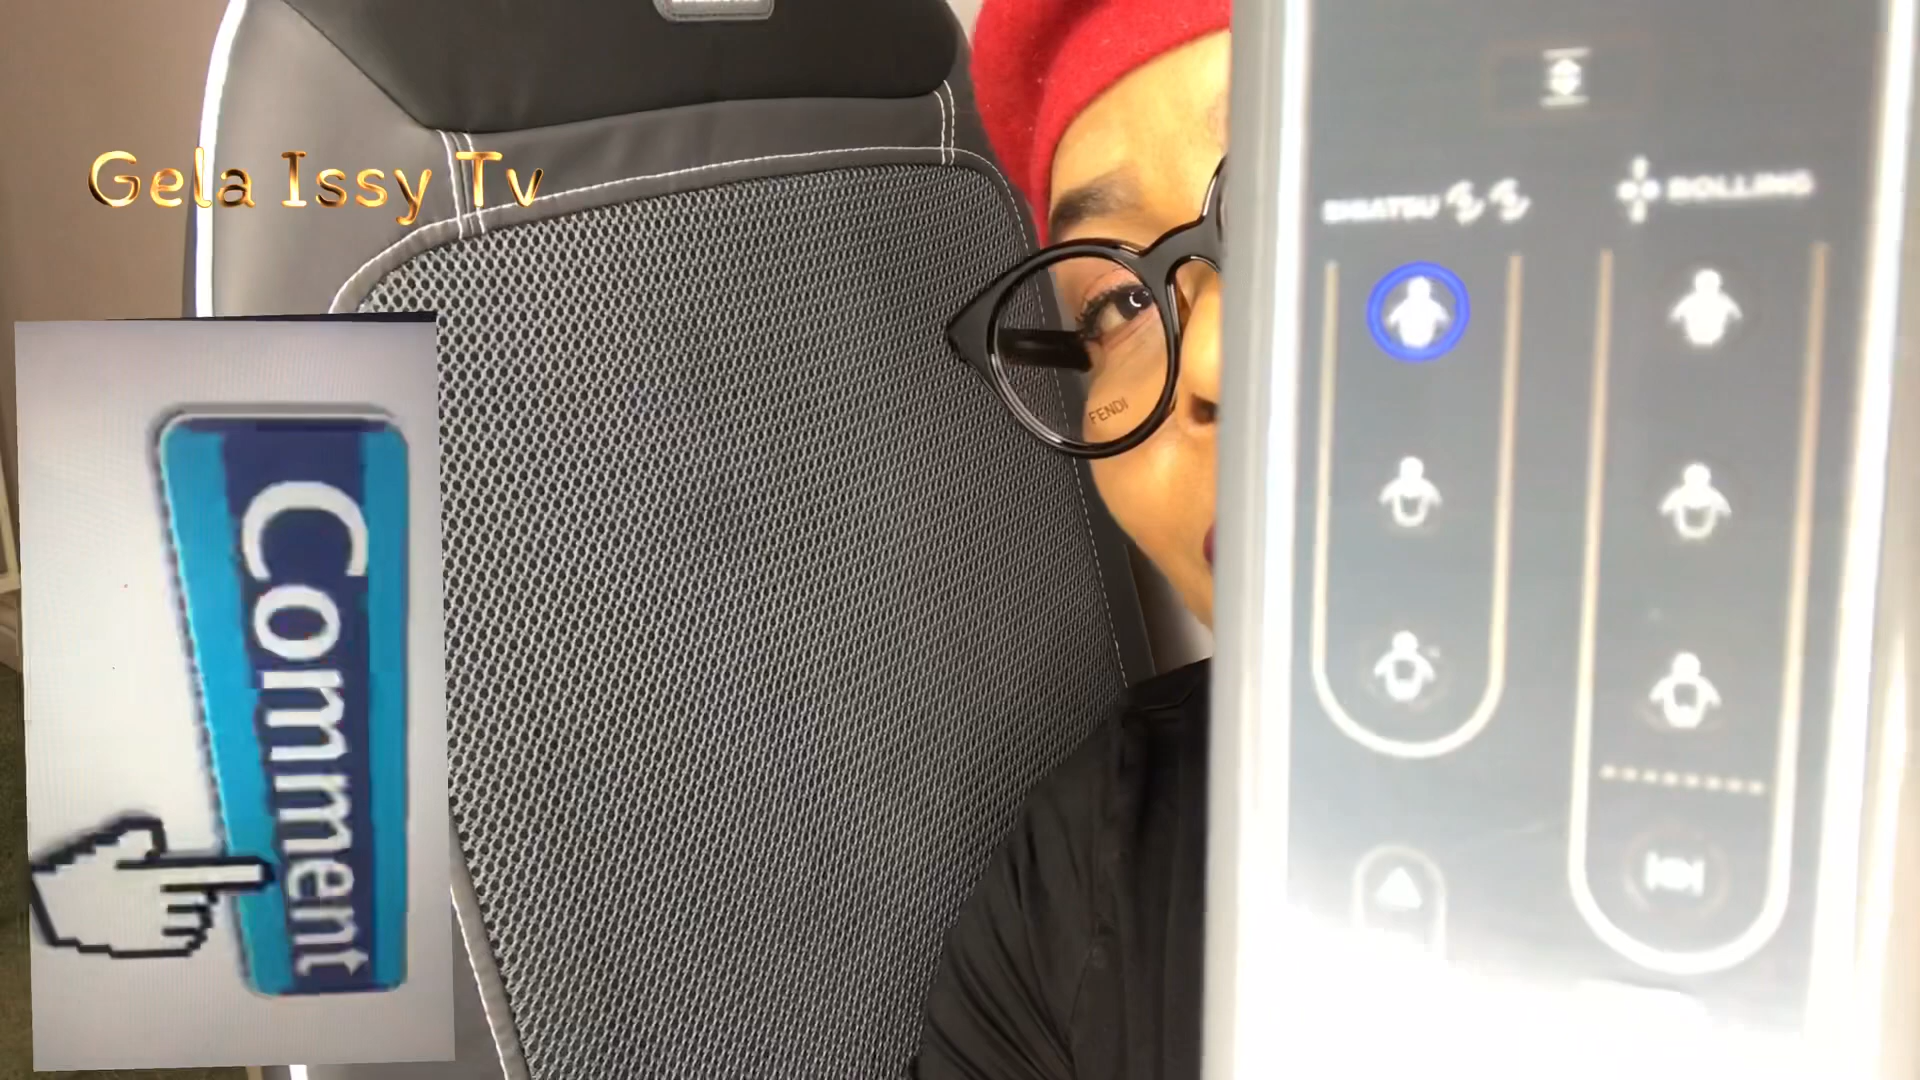 Gela Issy Tv
SHIATSU
ROLLING
FENDI
Comment